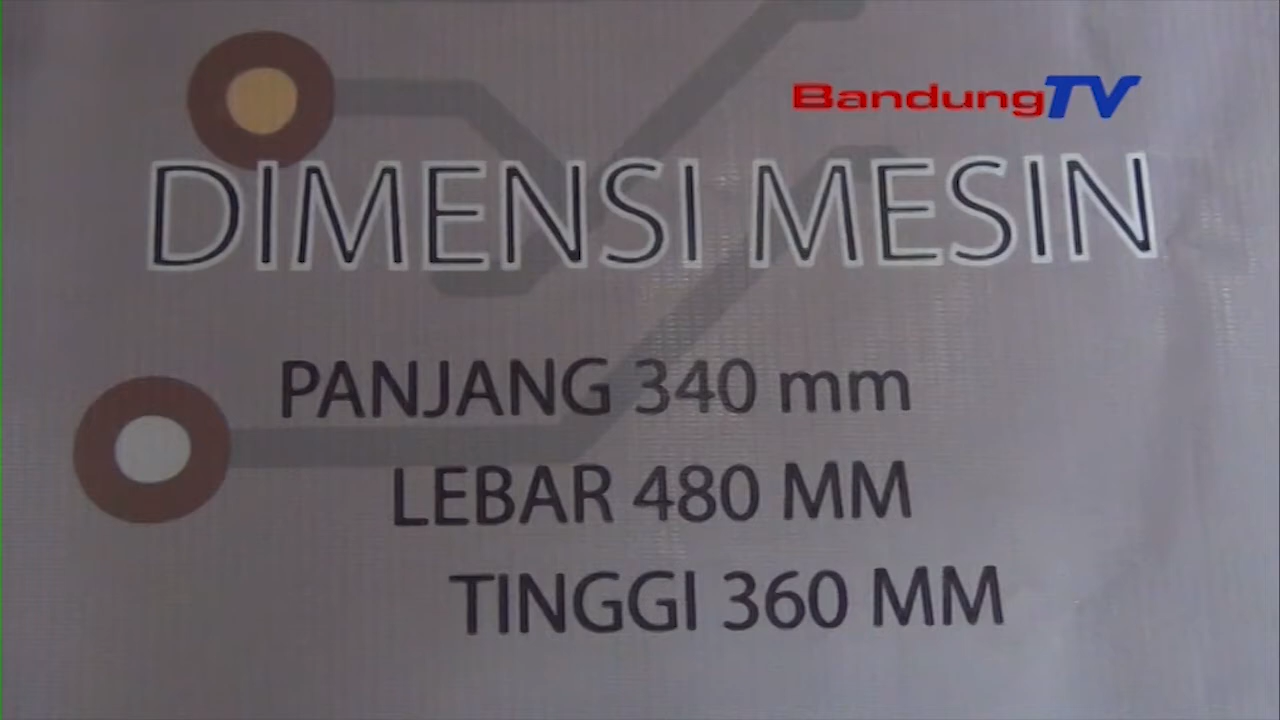 BandungTV
DIMENSI MESIN
PANJANG 340 mm
LEBAR 480 MM
TINGGI 360 MM